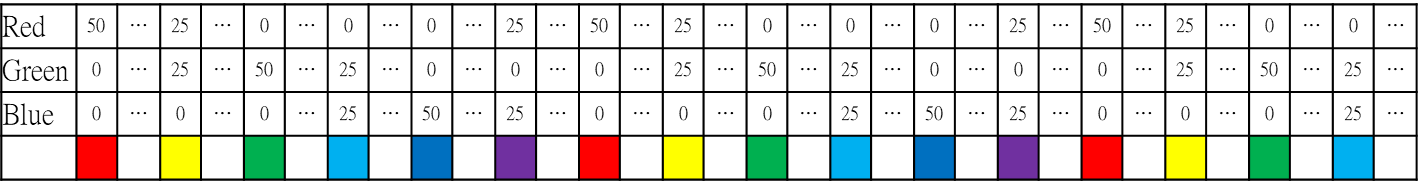 Red 50 ⋯ 25 ⋯ 0 ⋯ 0 ⋯ 0 ⋯ 25 ⋯ 50 ⋯ 25 ⋯ 0 ⋯ 0 ⋯ 0 ⋯ 25 ⋯ 50 ⋯ 25 ⋯ 0 ⋯ 0 ⋯
Green 0 ⋯ 25 ⋯ 50 ⋯ 25 ⋯ 0 ⋯ 0 ⋯ 0 ⋯ 25 ⋯ 50 ⋯ 25 ⋯ 0 ⋯ 0 ⋯ 0 ⋯ 25 ⋯ 50 ⋯ 25 ⋯
Blue 0 ⋯ 0 ⋯ 0 ⋯ 25 ⋯ 50 ⋯ 25 ⋯ 0 ⋯ 0 ⋯ 0 ⋯ 25 ⋯ 50 ⋯ 25 ⋯ 0 ⋯ 0 ⋯ 0 ⋯ 25 ⋯